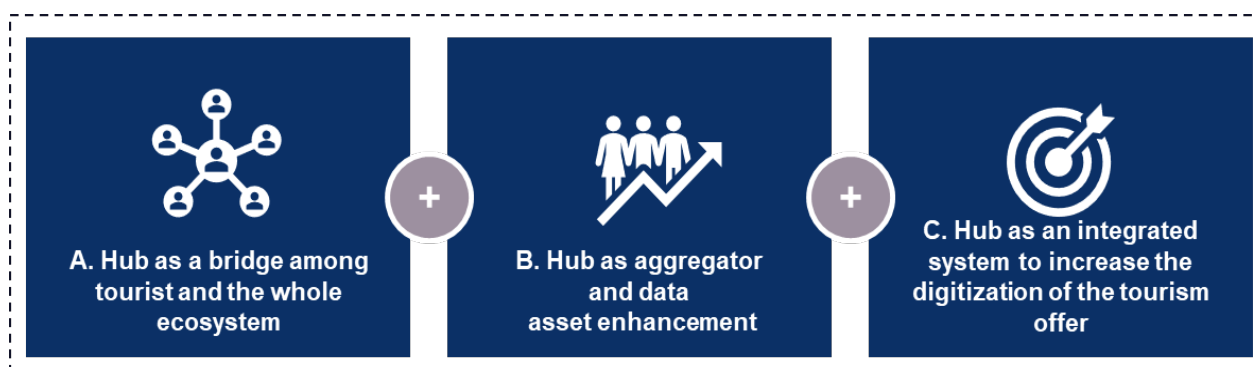 A. Hub as a bridge among
tourist and the whole
ecosystem
+
B. Hub as aggregator
and data
asset enhancement
+
C. Hub as an integrated
system to increase the
digitization of the tourism
offer